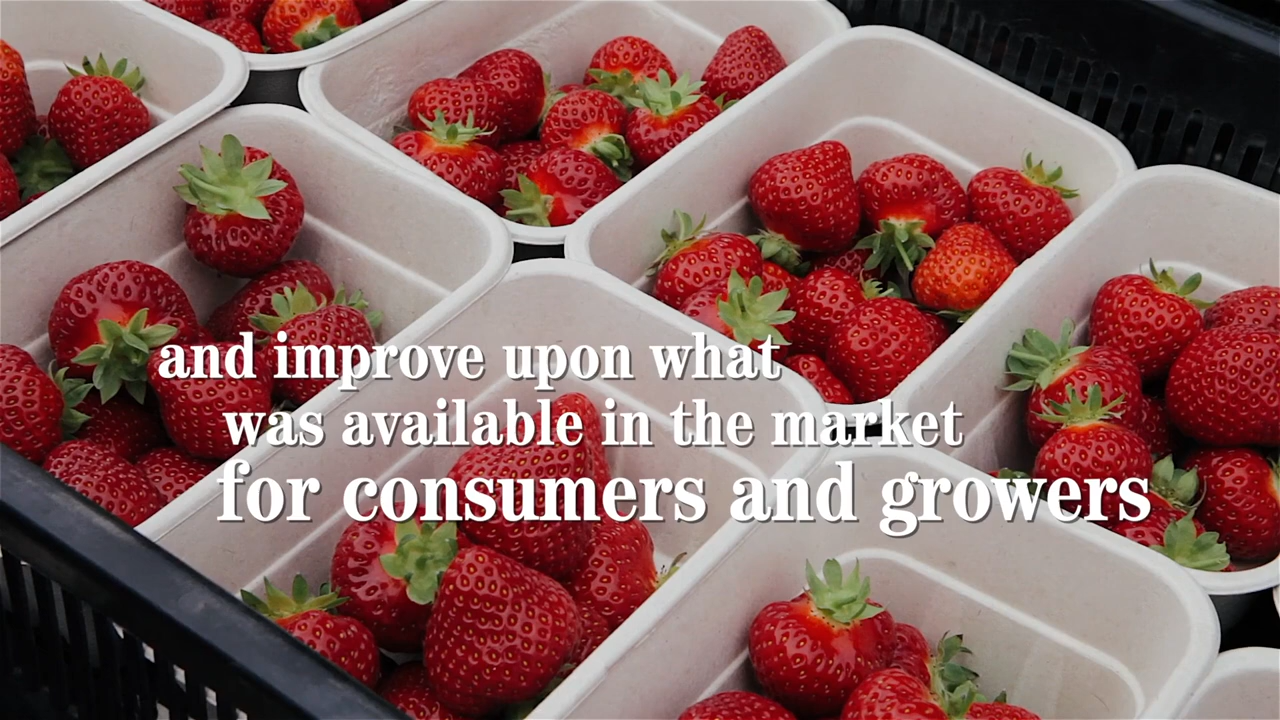 and improve upon what
was available in the market
for consumers and growers